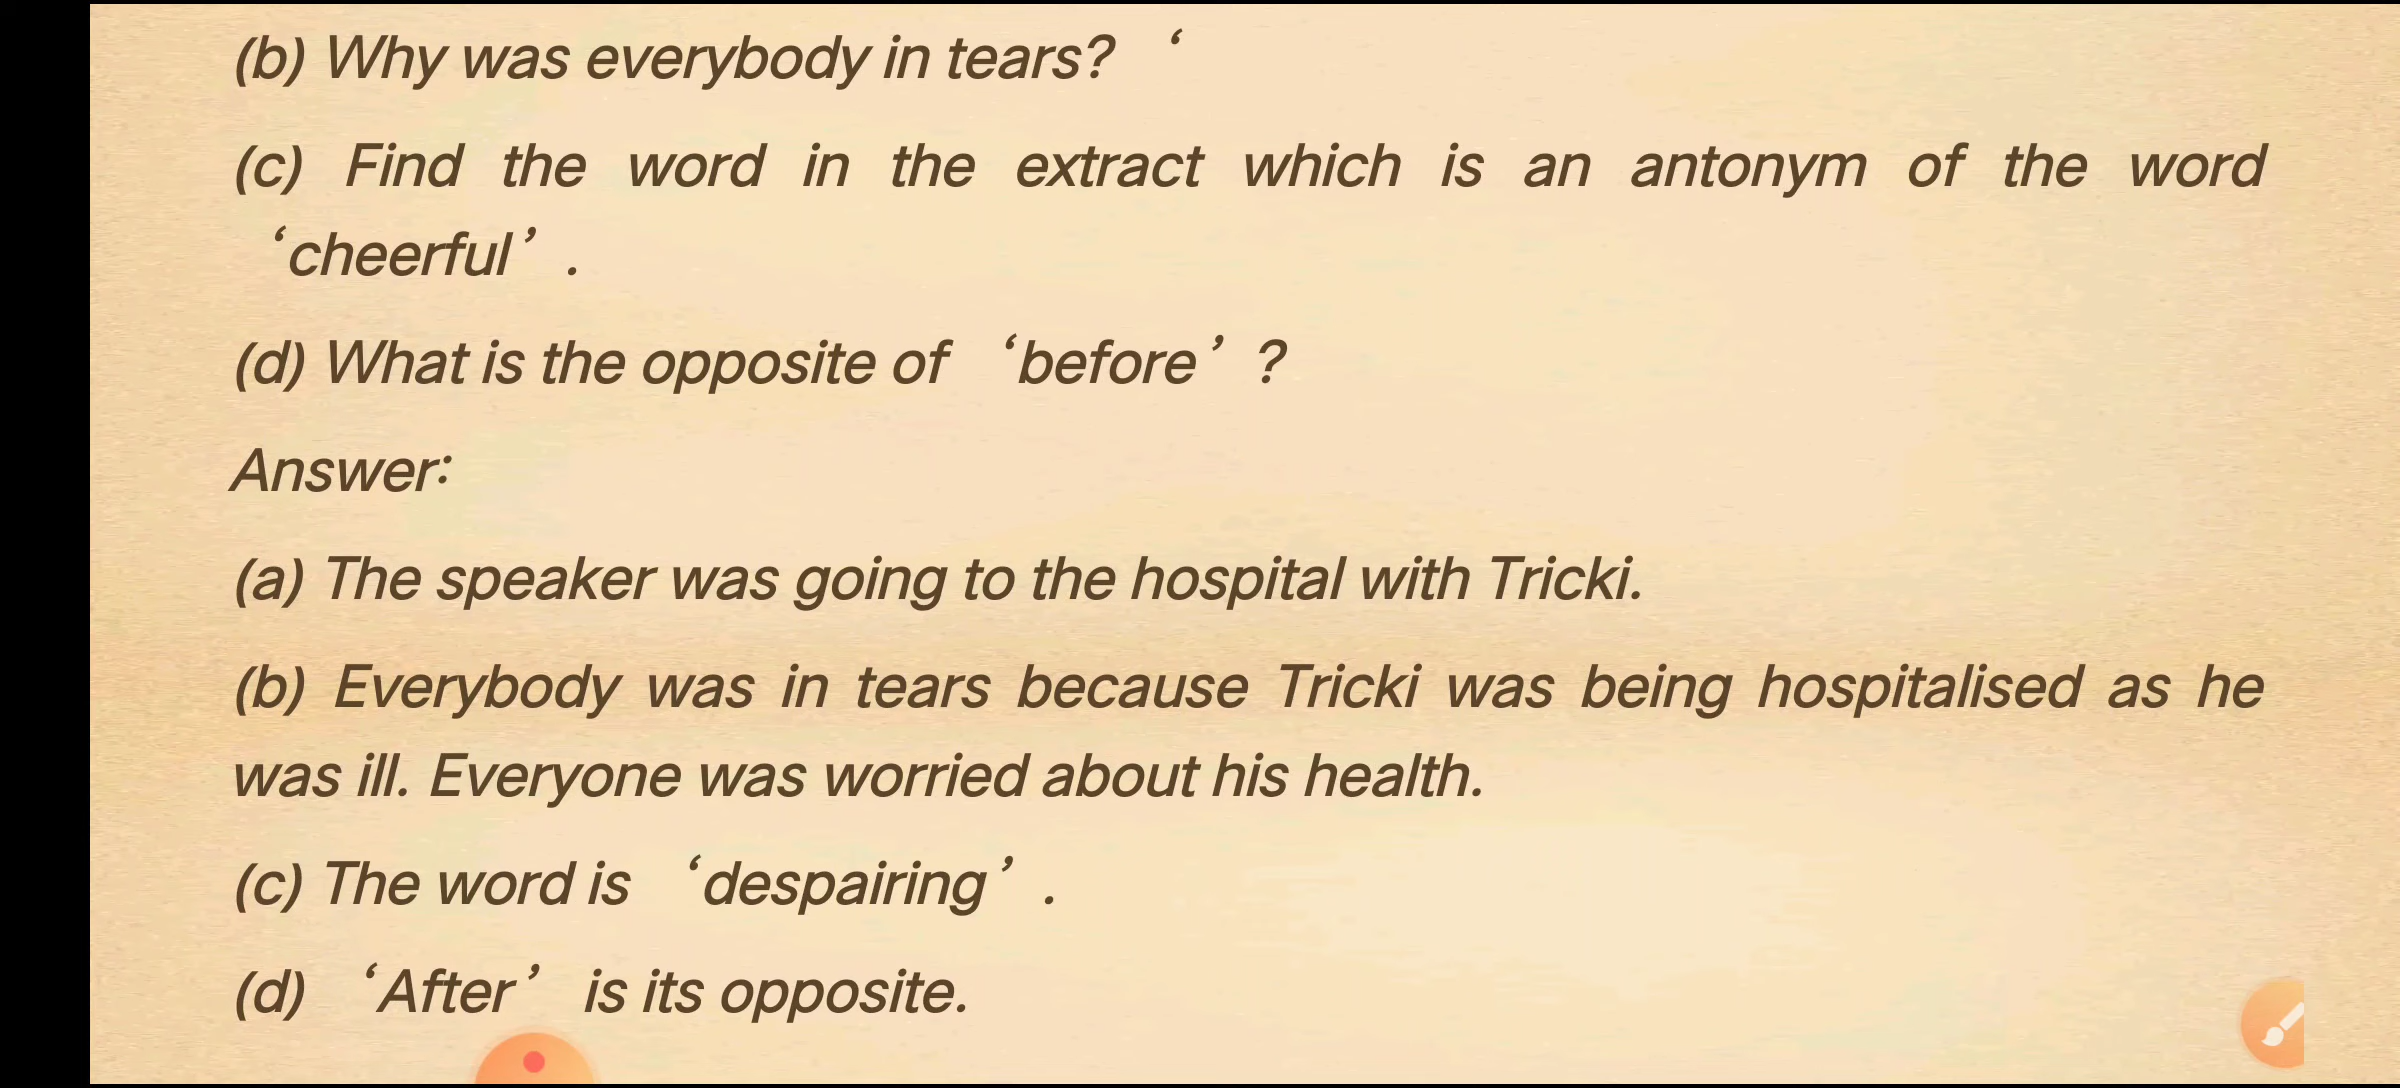 (b) Why was everybody in tears? ‘
(c) Find the word in the extract which is an antonym of the word
‘cheerful’ .
(d) What is the opposite of ‘before’ ?
Answer:
(a) The speaker was going to the hospital with Tricki.
(b) Everybody was in tears because Tricki was being hospitalised as he
was ill. Everyone was worried about his health.
(c) The word is ‘despairing’ .
(d) ‘After’ is its opposite.